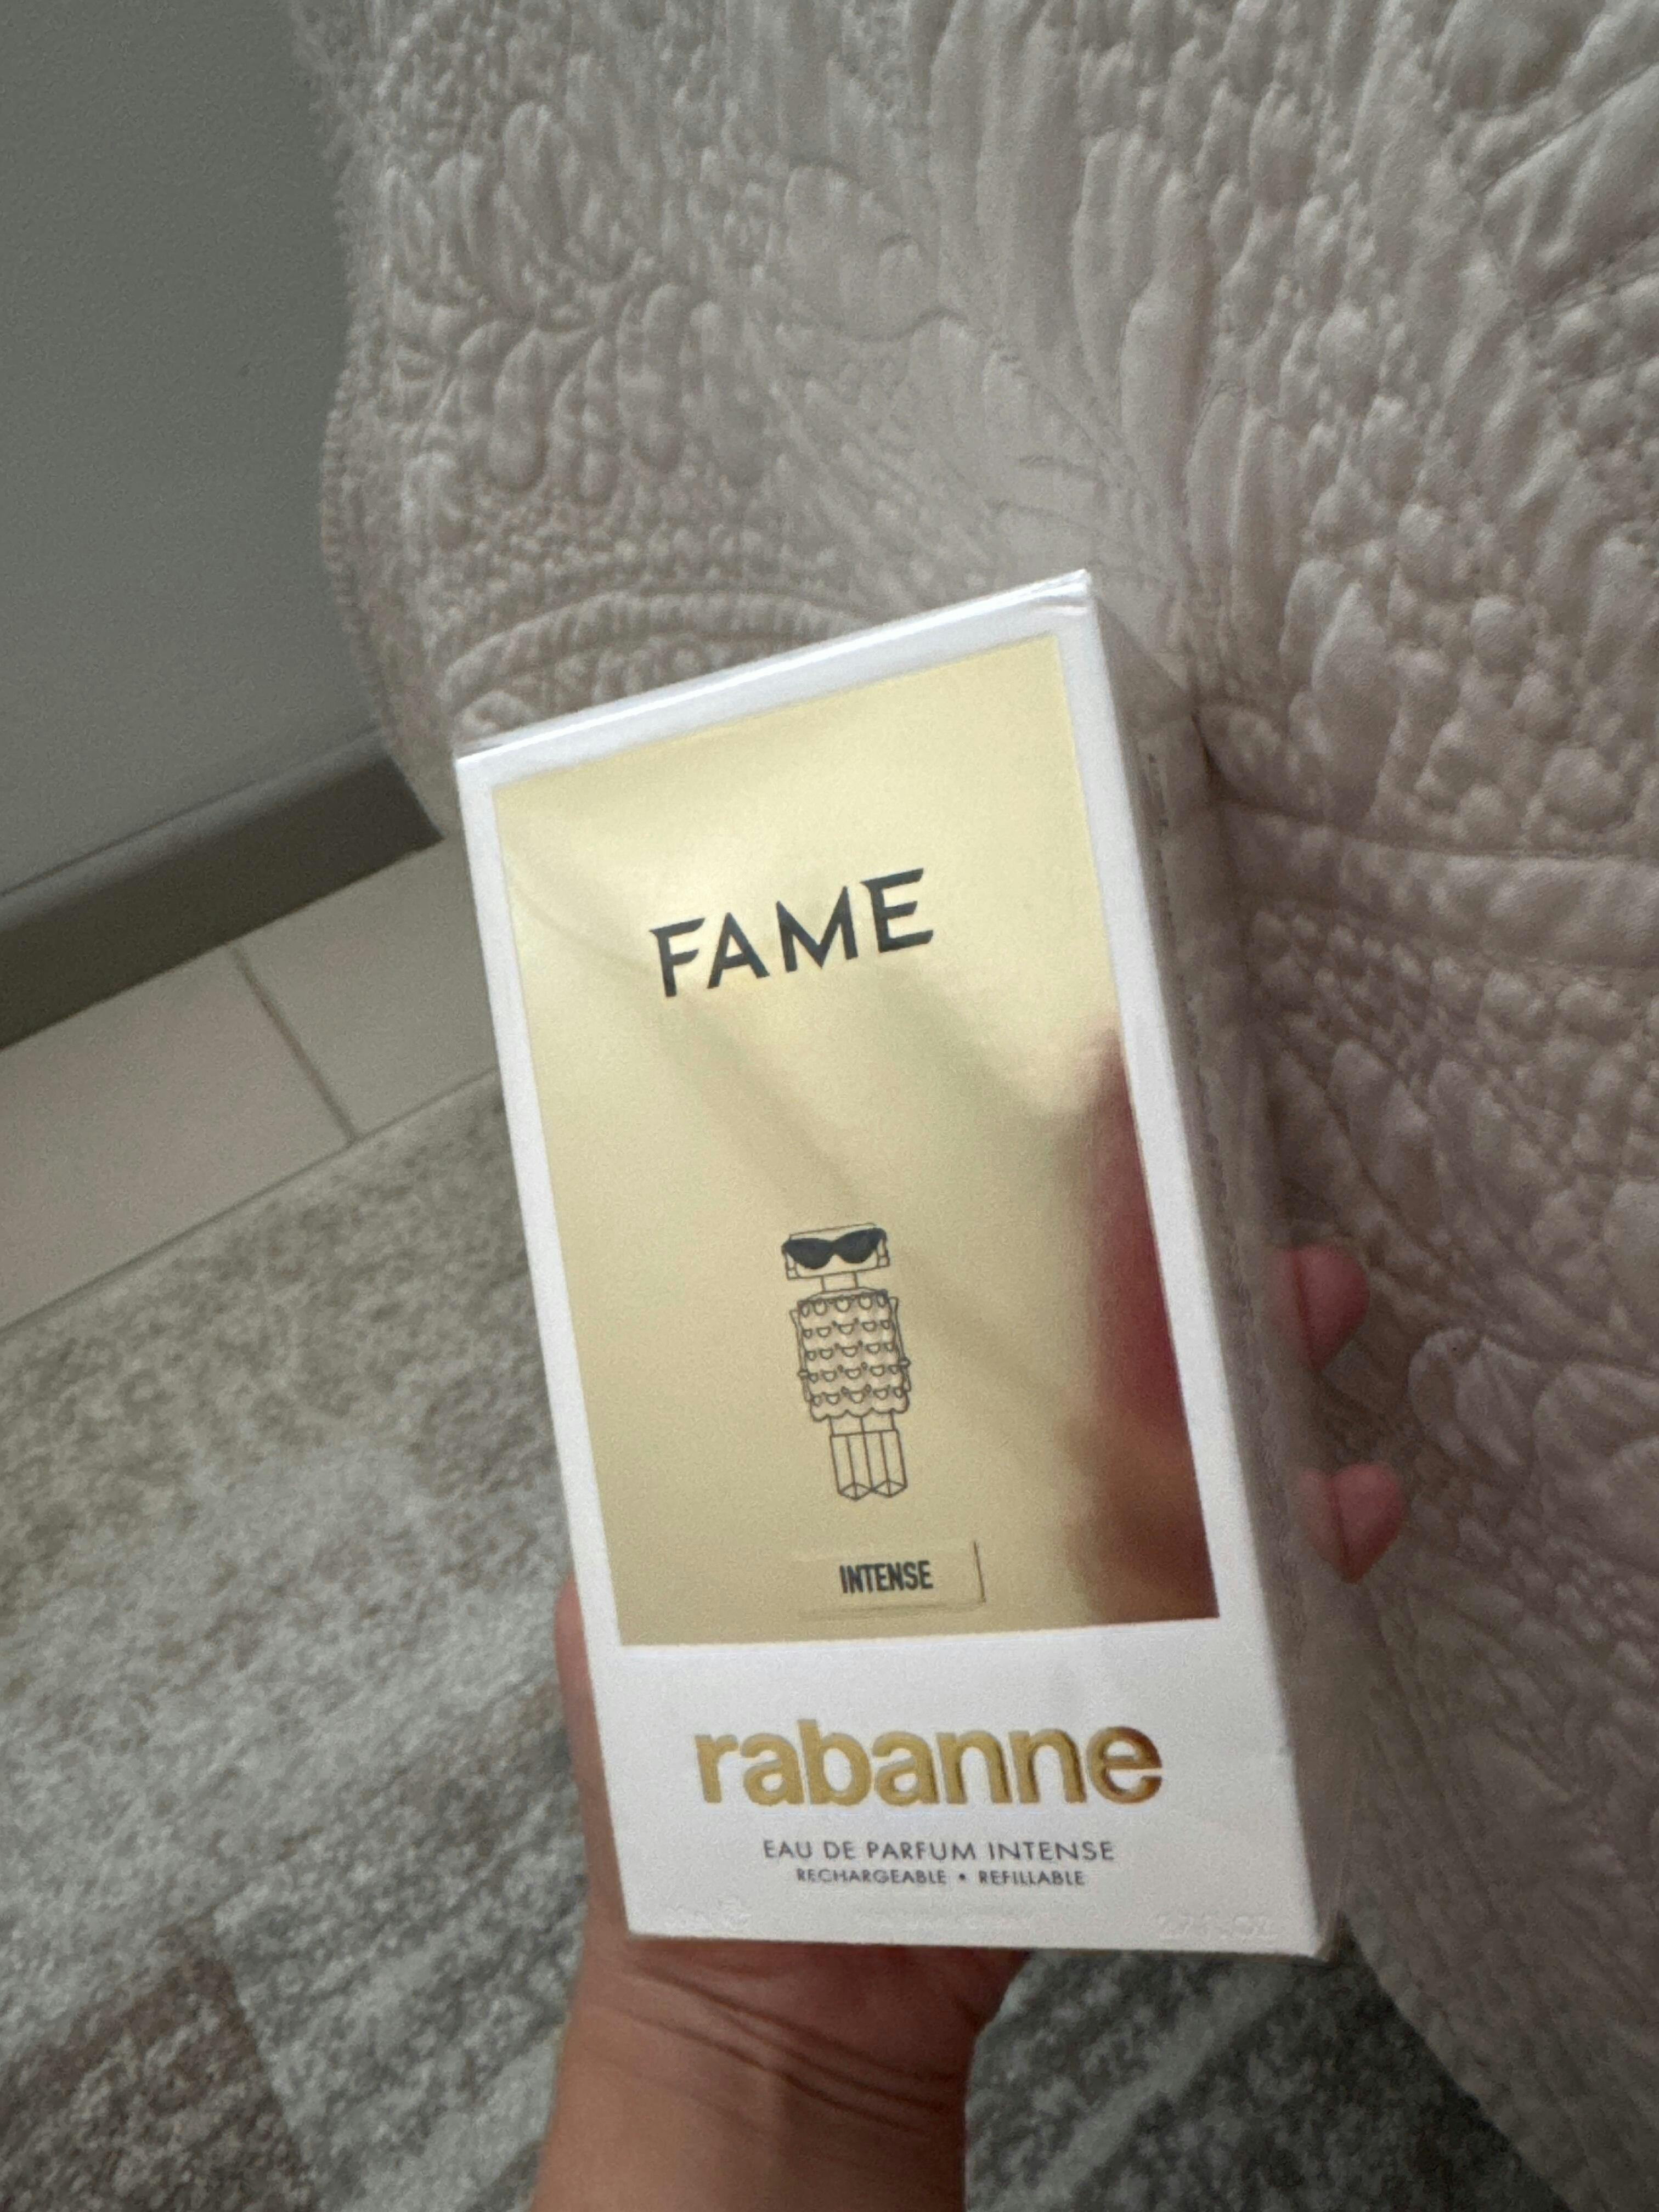 FAME
INTENSE
rabanne
EAU DE PARFUM INTENSE
RECHARGEABLE • REFILLABLE